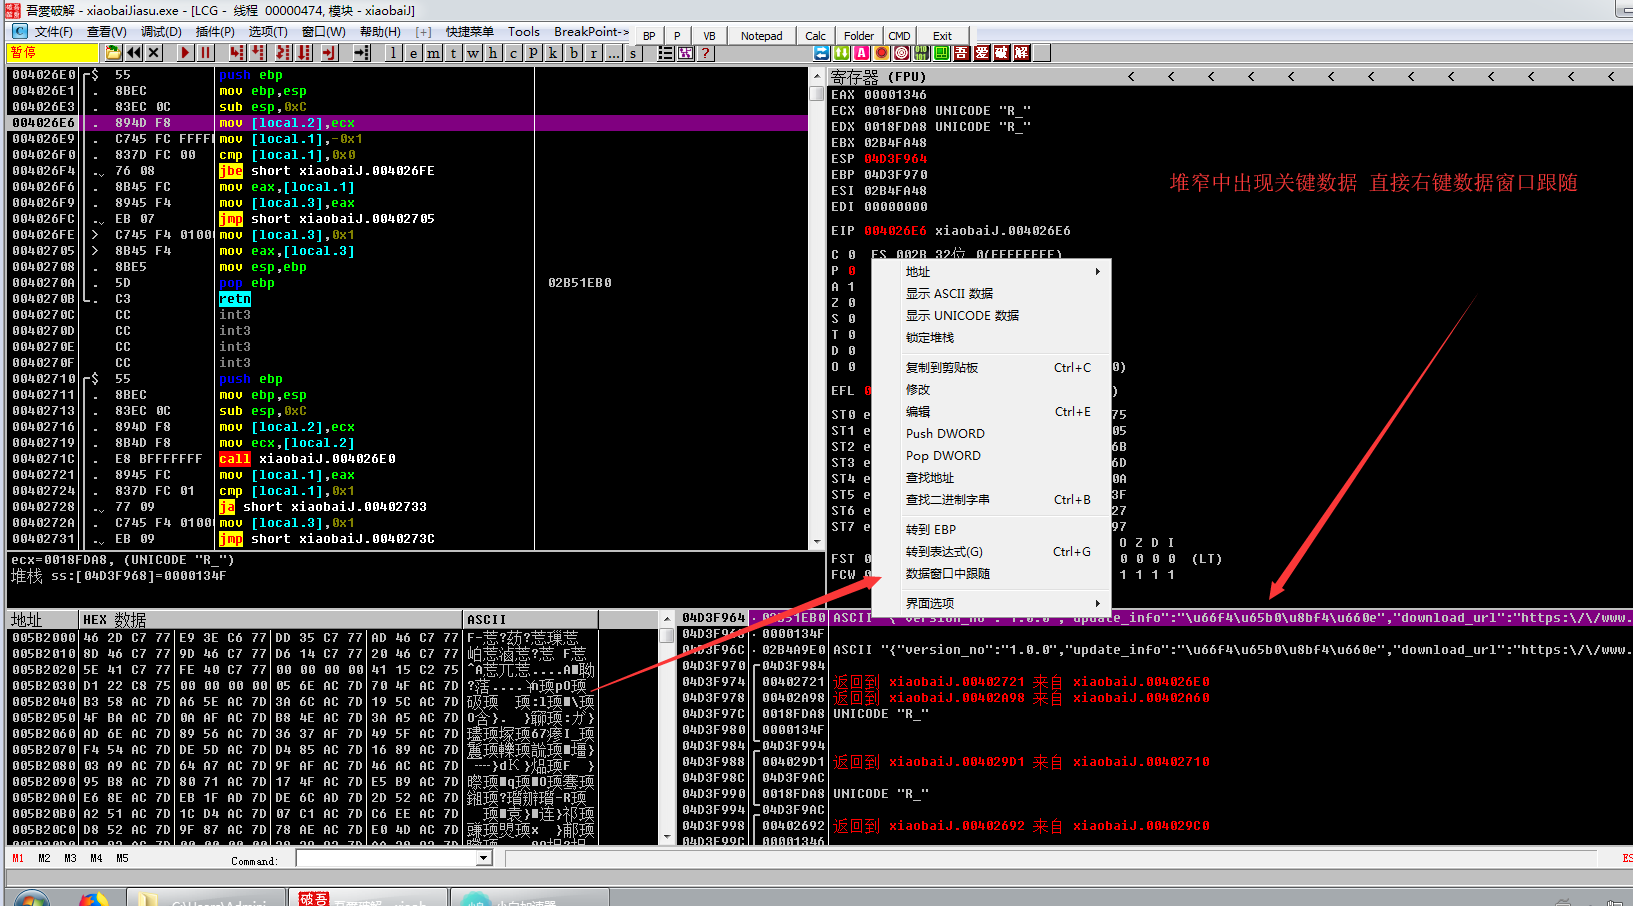 吾愛破解 - xiaobaiJiasu.exe - [LCG - 线程 00000474, 模块 - xiaobaiJ]
文件(F) 查看(V) 调试(D) 插件(P) 选项(T) 窗口(W) 帮助(H) [+] 快捷菜单 Tools BreakPoint-> BP P VB Notepad Calc Folder CMD Exit
暂停 l e m t w h c p k b r ... s ? 吾 爱 破 解
004026E0 $ 55 push ebp
004026E1 . 8BEC mov ebp,esp
004026E3 . 83EC 0C sub esp,0xC
004026E6 . 894D F8 mov [local.2],ecx
004026E9 . C745 FC FFFFI mov [local.1],-0x1
004026F0 . 837D FC 00 cmp [local.1],0x0
004026F4 . 76 08 jbe short xiaobaiJ.004026FE
004026F6 . 8B45 FC mov eax,[local.1]
004026F9 . 8945 F4 mov [local.3],eax
004026FC . EB 07 jmp short xiaobaiJ.00402705
004026FE > C745 F4 0100 mov [local.3],0x1
00402705 > 8B45 F4 mov eax,[local.3]
00402708 . 8BE5 mov esp,ebp
0040270A . 5D pop ebp 02B51EB0
0040270B . C3 retn
0040270C CC int3
0040270D CC int3
0040270E CC int3
0040270F CC int3
00402710 $ 55 push ebp
00402711 . 8BEC mov ebp,esp
00402713 . 83EC 0C sub esp,0xC
00402716 . 894D F8 mov [local.2],ecx
00402719 . 8B4D F8 mov ecx,[local.2]
0040271C . E8 BFFFFFFF call xiaobaiJ.004026E0
00402721 . 8945 FC mov [local.1],eax
00402724 . 837D FC 01 cmp [local.1],0x1
00402728 . 77 09 ja short xiaobaiJ.00402733
0040272A . C745 F4 0100 mov [local.3],0x1
00402731 . EB 09 jmp short xiaobaiJ.0040273C
ecx=0018FDA8, (UNICODE "R_")
堆栈 ss:[04D3F968]=0000134F
寄存器 (FPU) < < < < < < < < < < < < <
EAX 00001346
ECX 0018FDA8 UNICODE "R_"
EDX 0018FDA8 UNICODE "R_"
EBX 02B4FA48
ESP 04D3F964
EBP 04D3F970
ESI 02B4FA48
EDI 00000000
EIP 004026E6 xiaobaiJ.004026E6
C 0 ES 002B 32位 0(FFFFFFFF)
P 0
A 1
Z 0
S 0
T 0
D 0
O 0 0)
EFL 0 )
ST0 e 75
ST1 e 05
ST2 e 6B
ST3 e 6D
ST4 e 0A
ST5 e 3F
ST6 e 27
ST7 e 97
O Z D I
FST 0 0 0 0 0 (LT)
FCW 0 1 1 1 1
堆窄中出现关键数据 直接右键数据窗口跟随
地址
显示 ASCII 数据
显示 UNICODE 数据
锁定堆栈
复制到剪贴板 Ctrl+C
修改
编辑 Ctrl+E
Push DWORD
Pop DWORD
查找地址
查找二进制字串 Ctrl+B
转到 EBP
转到表达式(G) Ctrl+G
数据窗口中跟随
界面选项
地址 HEX 数据 ASCII
005B2000 46 2D C7 77 E9 3E C6 77 DD 35 C7 77 AD 46 C7 77
005B2010 8D 46 C7 77 9D 46 C7 77 D6 14 C7 77 20 46 C7 77
005B2020 5E 41 C7 77 FE 40 C7 77 00 00 00 00 41 15 C2 75
005B2030 D1 22 C8 75 00 00 00 00 05 6E AC 7D 70 4F AC 7D
005B2040 B3 58 AC 7D A6 5E AC 7D 3A 6C AC 7D 19 5C AC 7D
005B2050 4F BA AC 7D 0A AF AC 7D B8 4E AC 7D 3A A5 AC 7D
005B2060 AD 6E AC 7D 89 56 AC 7D 36 37 AF 7D 49 5F AC 7D
005B2070 F4 54 AC 7D DE 5D AC 7D D4 85 AC 7D 16 89 AC 7D
005B2080 03 A9 AC 7D 64 A7 AC 7D 9F AF AC 7D 46 AC AC 7D
005B2090 95 B8 AC 7D 80 71 AC 7D 17 4F AC 7D E5 B9 AC 7D
005B20A0 E6 8E AC 7D EB 1F AD 7D DE 6C AD 7D 2D 52 AC 7D
005B20B0 A2 51 AC 7D 1C D4 AC 7D 07 C1 AC 7D C6 EE AC 7D
005B20C0 D8 52 AC 7D 9F 87 AC 7D 78 AE AC 7D E0 4D AC 7D
04D3F964 02B51EB0 ASCII "{"version_no":"1.0.0","update_info":"\u66f4\u65b0\u8bf4\u660e","download_url":"https:\/\/www.
04D3F968 0000134F
04D3F96C 02B4A9E0 ASCII "{"version_no":"1.0.0","update_info":"\u66f4\u65b0\u8bf4\u660e","download_url":"https:\/\/www.
04D3F970 04D3F984
04D3F974 00402721 返回到 xiaobaiJ.00402721 来自 xiaobaiJ.004026E0
04D3F978 00402A98 返回到 xiaobaiJ.00402A98 来自 xiaobaiJ.00402A60
04D3F97C 0018FDA8 UNICODE "R_"
04D3F980 0000134F
04D3F984 04D3F994
04D3F988 004029D1 返回到 xiaobaiJ.004029D1 来自 xiaobaiJ.00402710
04D3F98C 04D3F9AC
04D3F990 0018FDA8 UNICODE "R_"
04D3F994 04D3F9AC
04D3F998 00402692 返回到 xiaobaiJ.00402692 来自 xiaobaiJ.004029C0
04D3F99C 00001346
M1 M2 M3 M4 M5 Command: ES